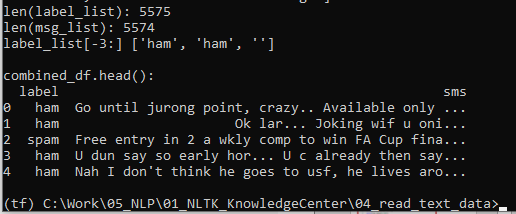 len(label_list): 5575
len(msg_list): 5574
label_list[-3:] ['ham', 'ham', '']
combined_df.head():
label sms
0 ham Go until jurong point, crazy.. Available only ...
1 ham Ok lar... Joking wif u oni...
2 spam Free entry in 2 a wkly comp to win FA Cup fina...
3 ham U dun say so early hor... U c already then say...
4 ham Nah I don't think he goes to usf, he lives aro...
(tf) C:\Work\05_NLP\01_NLTK_KnowledgeCenter\04_read_text_data>